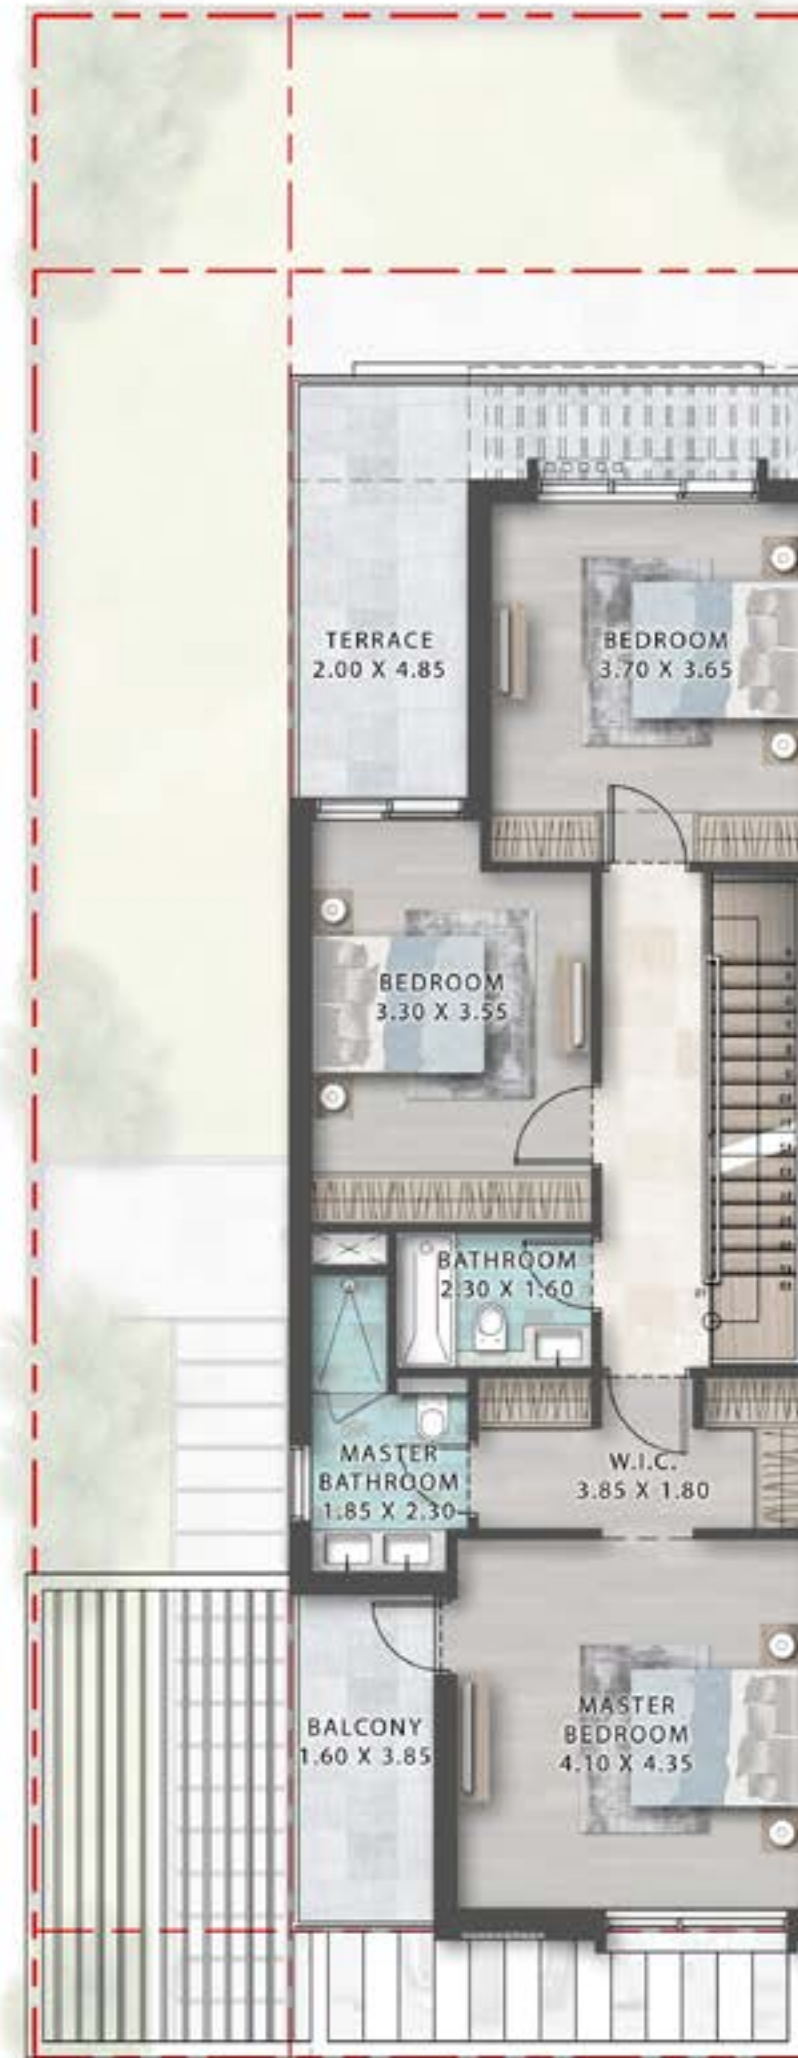 TERRACE
2.00 X 4.85
BEDROOM
3.70 X 3.65
BEDROOM
3.30 X 3.55
BATHROOM
2.30 X 1.60
MASTER
BATHROOM
1.85 X 2.30
W.I.C.
3.85 X 1.80
BALCONY
1.60 X 3.85
MASTER
BEDROOM
4.10 X 4.35